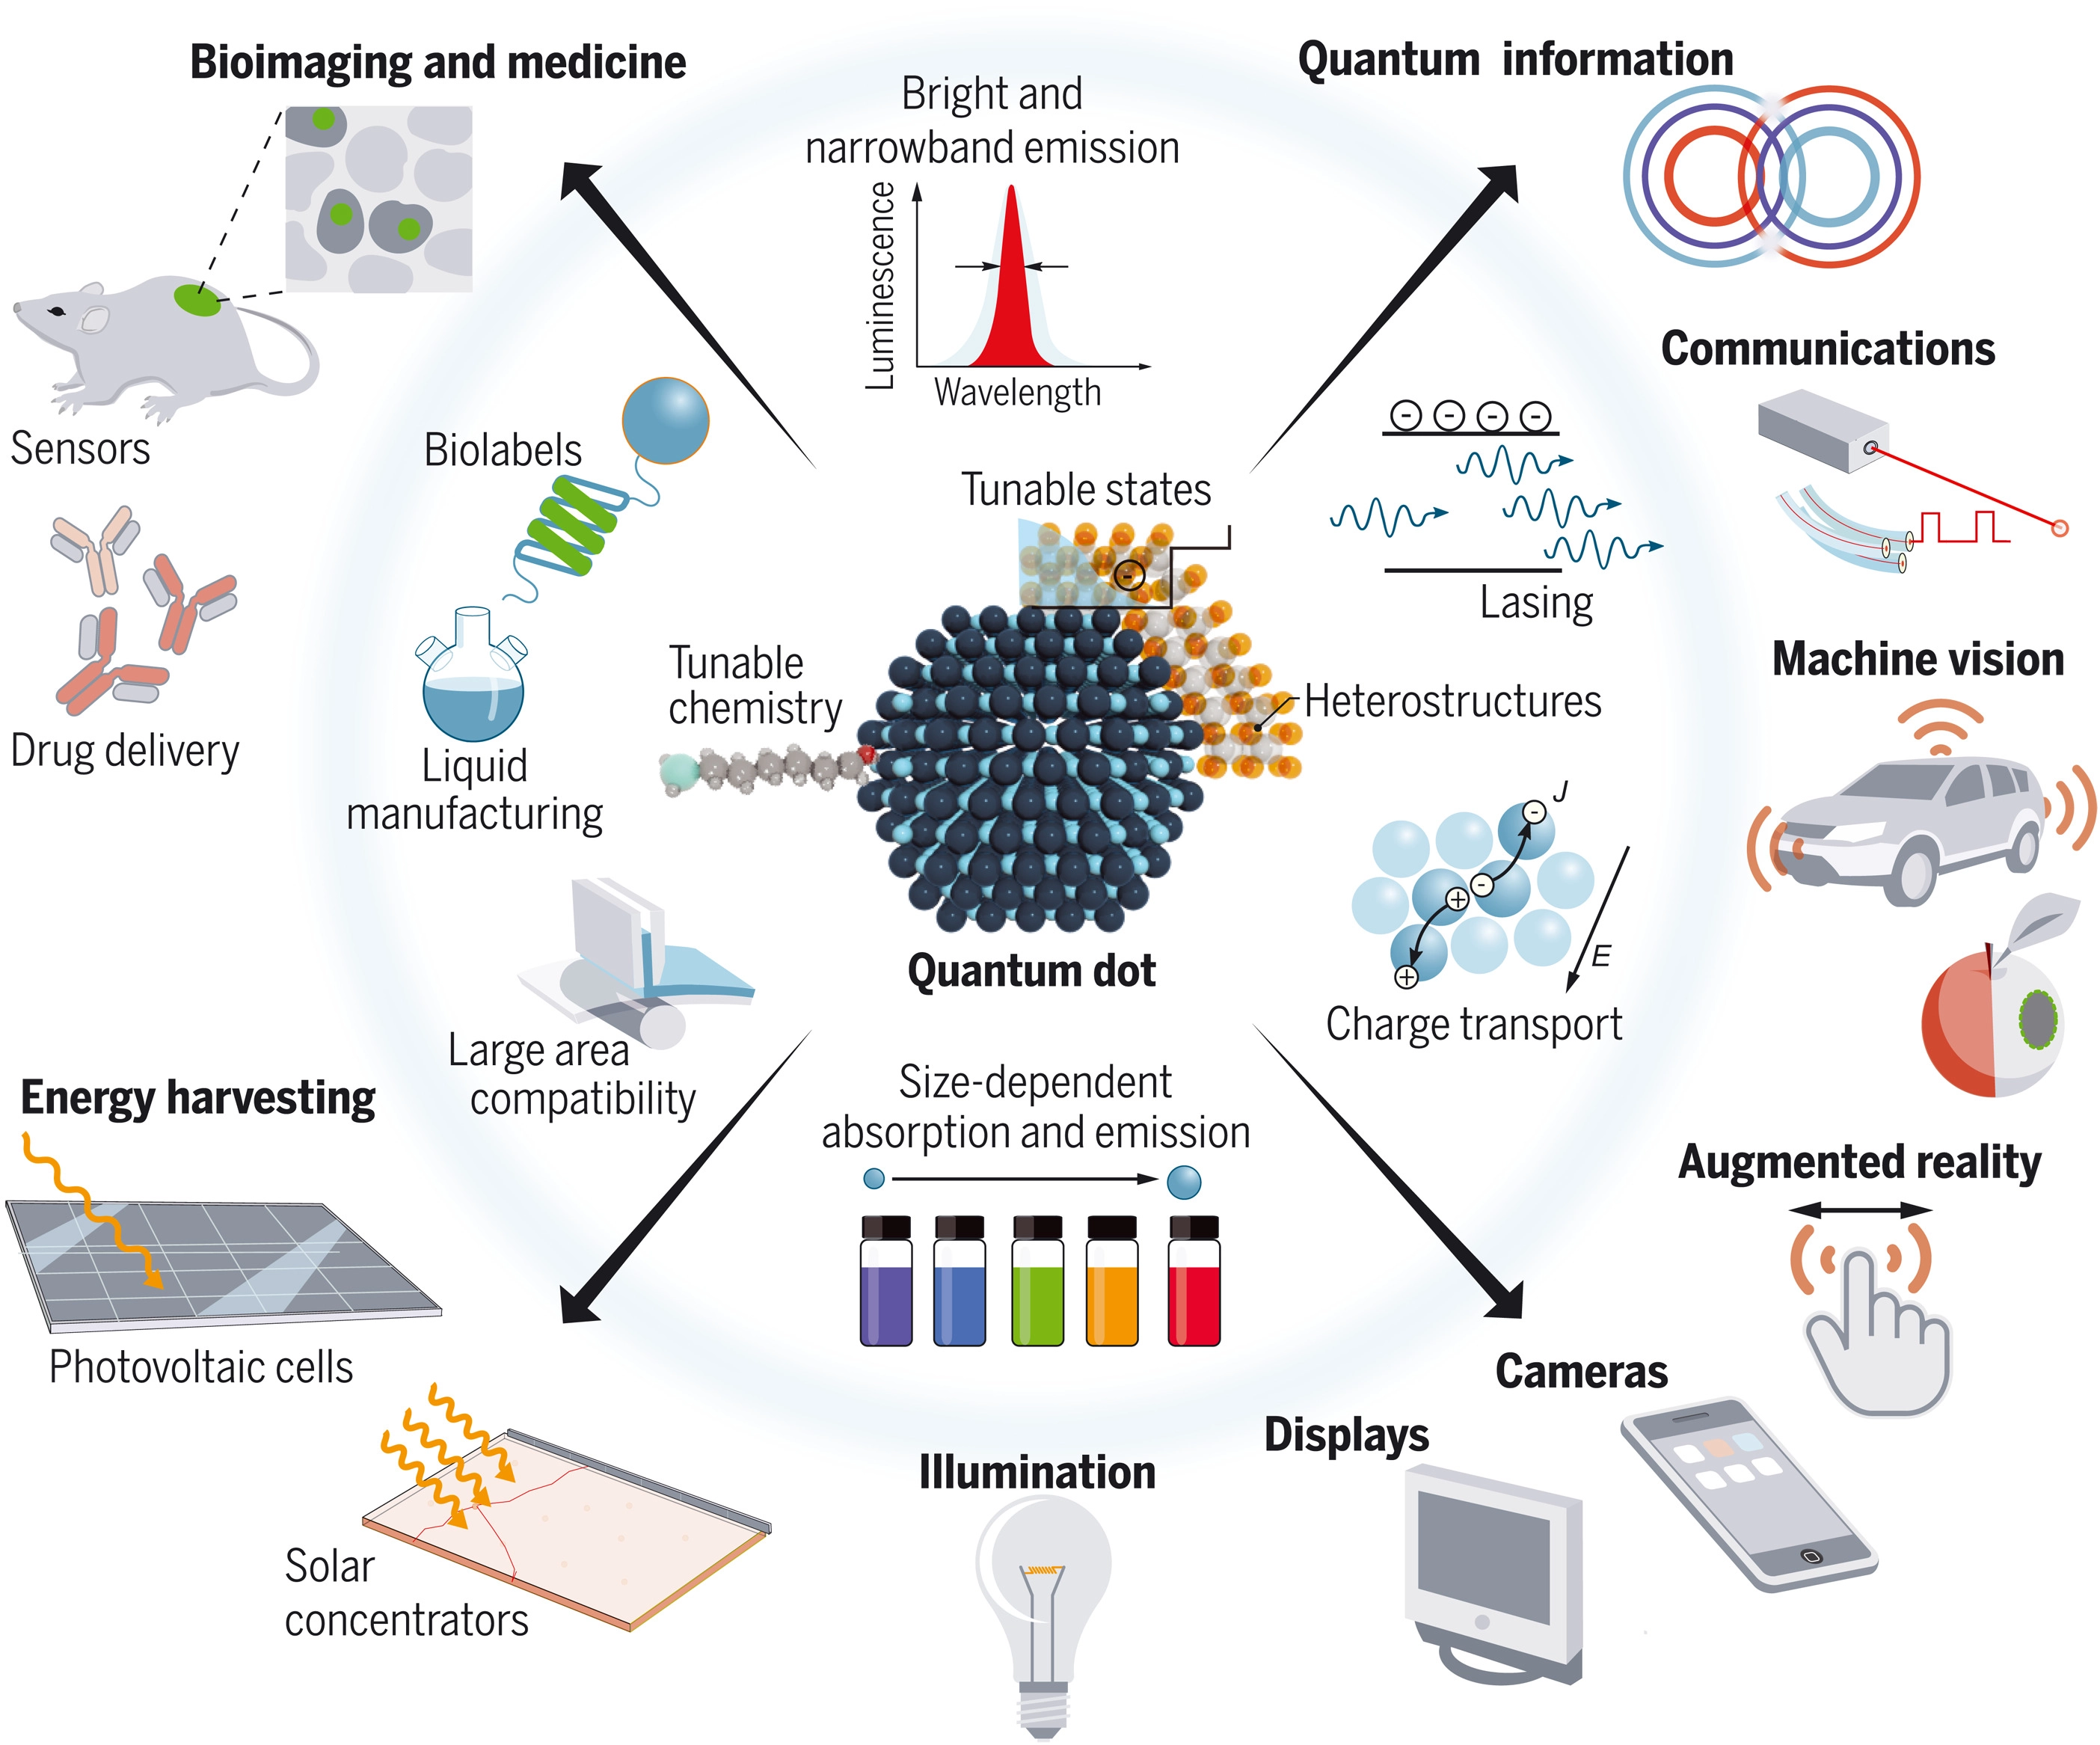 Bioimaging and medicine
Sensors
Drug delivery
Bright and
narrowband emission
Luminescence
Wavelength
Quantum information
Communications
Biolabels
Tunable states
-
- - - -
Lasing
Tunable
chemistry
Heterostructures
Liquid
manufacturing
Machine vision
J
-
-
+
+
E
Charge transport
Quantum dot
Large area
compatibility
Size-dependent
absorption and emission
Energy harvesting
Photovoltaic cells
Solar
concentrators
Augmented reality
Cameras
Displays
Illumination